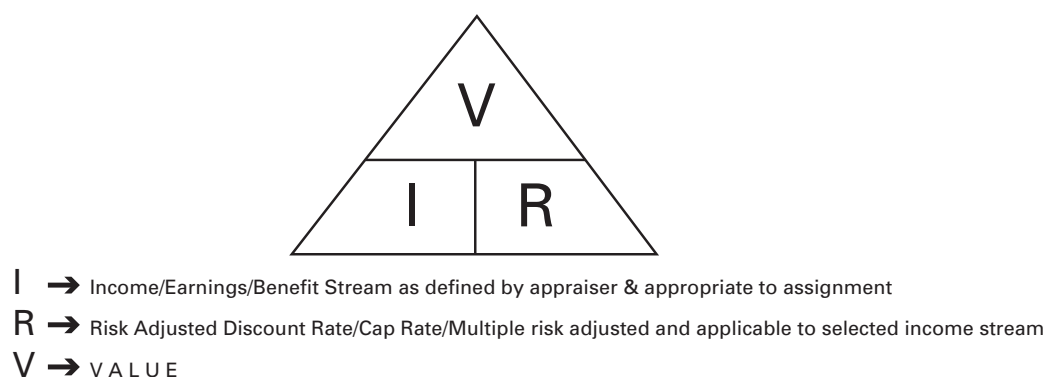 V
I R
I ➔ Income/Earnings/Benefit Stream as defined by appraiser & appropriate to assignment
R ➔ Risk Adjusted Discount Rate/Cap Rate/Multiple risk adjusted and applicable to selected income stream
V ➔ V A L U E